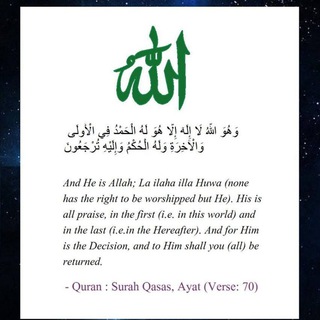 الله
وَهُوَ اللَّهُ لَا إِلَه إِلَّا هُوَ لَهُ الْحَمْدُ فِي الْأُولَى
وَالْآخِرَةِ وَلَهُ الْحُكْمُ وَإِلَيْهِ تُرْجَعُون
And He is Allah; La ilaha illa Huwa (none
has the right to be worshipped but He). His is
all praise, in the first (i.e. in this world) and
in the last (i.e.in the Hereafter). And for Him
is the Decision, and to Him shall you (all) be
returned.
- Quran : Surah Qasas, Ayat (Verse: 70)